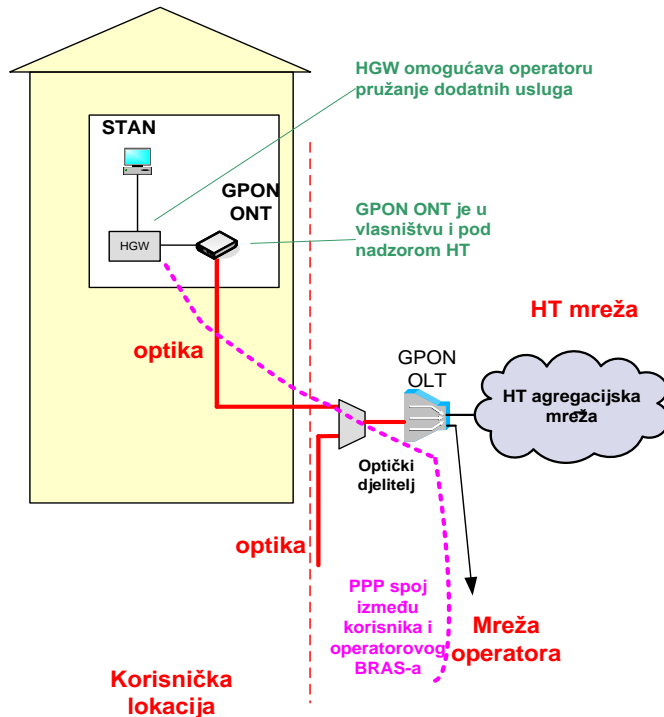 HGW omogućava operatoru
pružanje dodatnih usluga
STAN
GPON
ONT
HGW
GPON ONT je u
vlasništvu i pod
nadzorom HT
HT mreža
optika
GPON
OLT
HT agregacijska
mreža
Optički
djelitelj
optika
PPP spoj
između
korisnika i
operatorovog
BRAS-a
Mreža
operatora
Korisnička
lokacija